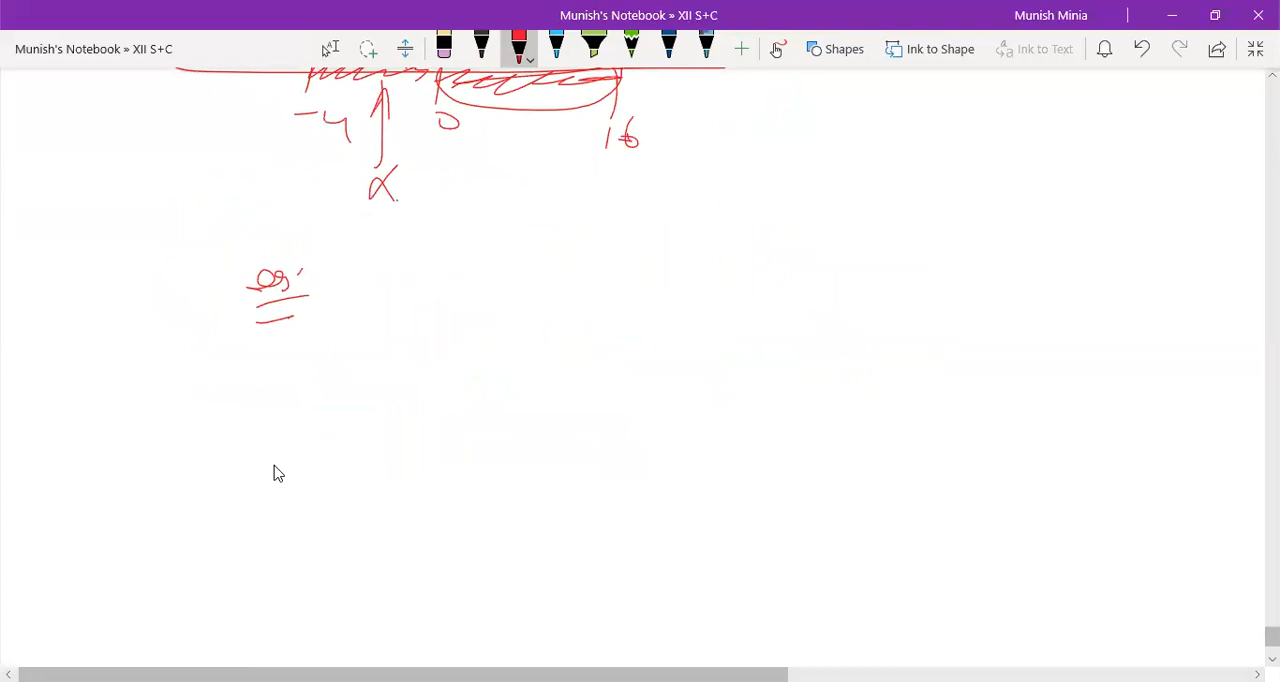 Munish's Notebook » XII S+C
Munish Minia
Munish's Notebook » XII S+C
Shapes
Ink to Shape
Ink to Text
-4
0
16
α